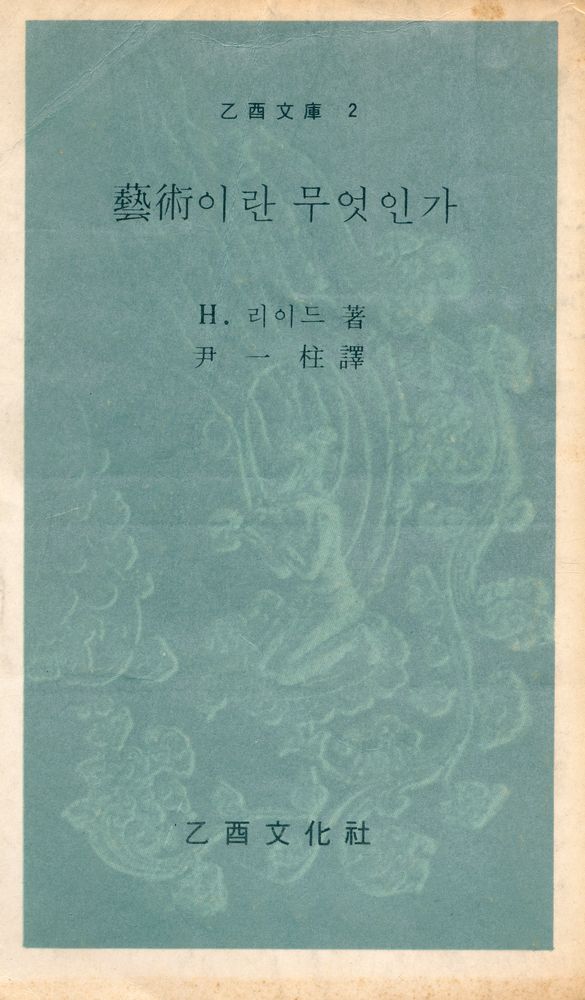 乙酉文庫 2
藝術이란 무엇인가
H. 리이드 著
尹一柱譯
乙酉文化社